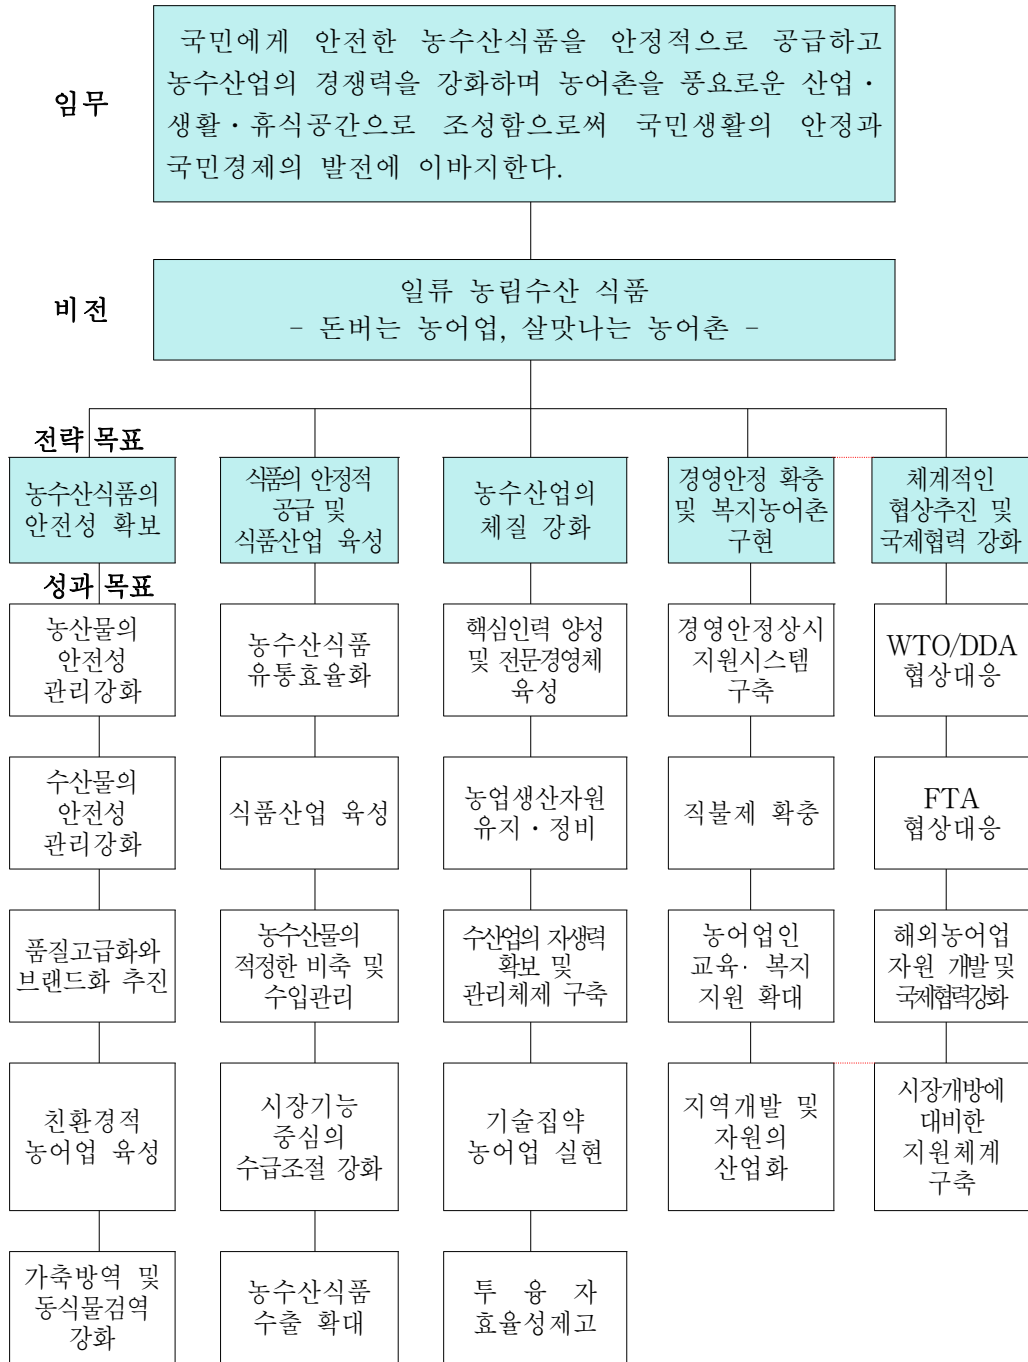 임무
국민에게 안전한 농수산식품을 안정적으로 공급하고
농수산업의 경쟁력을 강화하며 농어촌을 풍요로운 산업・
생활・휴식공간으로 조성함으로써 국민생활의 안정과
국민경제의 발전에 이바지한다.
비전
일류 농림수산 식품
– 돈버는 농어업, 살맛나는 농어촌 –
전략 목표
농수산식품의
안전성 확보
식품의 안정적
공급 및
식품산업 육성
농수산업의
체질 강화
경영안정 확충
및 복지농어촌
구현
체계적인
협상추진 및
국제협력 강화
성과 목표
농산물의
안전성
관리강화
농수산식품
유통효율화
핵심인력 양성
및 전문경영체
육성
경영안정상시
지원시스템
구축
WTO/DDA
협상대응
수산물의
안전성
관리강화
식품산업 육성
농업생산자원
유지・정비
직불제 확충
FTA
협상대응
품질고급화와
브랜드화 추진
농수산물의
적정한 비축 및
수입관리
수산업의 자생력
확보 및
관리체제 구축
농어업인
교육· 복지
지원 확대
해외농어업
자원 개발 및
국제협력강화
친환경적
농어업 육성
시장기능
중심의
수급조절 강화
기술집약
농어업 실현
지역개발 및
자원의
산업화
시장개방에
대비한
지원체계
구축
가축방역 및
동식물검역
강화
농수산식품
수출 확대
투 융 자
효율성제고